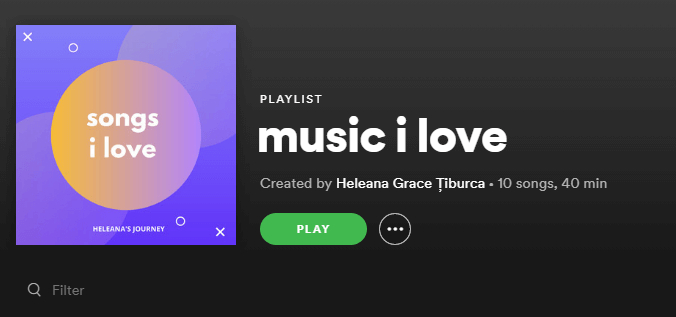 songs
i love
HELEANA'S JOURNEY
PLAYLIST
music i love
Created by Heleana Grace Țiburca • 10 songs, 40 min
PLAY
Filter